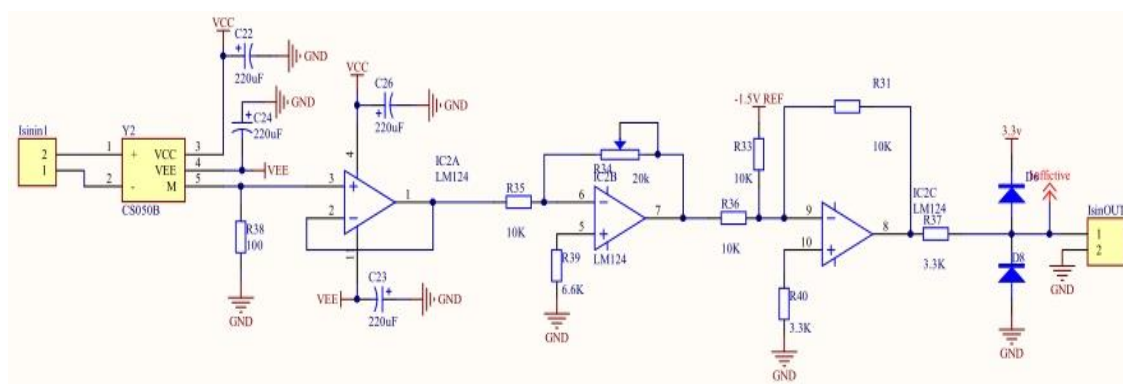 VCC
C22
GND
220uF
GND
C24
220uF
Isinin1
2
1
Y2
1
+
VCC
3
VEE
4
VEE
2
-
M
5
CS050B
R38
100
GND
VCC
C26
GND
220uF
4
IC2A
LM124
3
+
1
2
-
11
VEE
C23
GND
220uF
R35
10K
R34
20k
IC2B
6
-
7
5
+
LM124
R39
6.6K
GND
-1.5V REF
R33
10K
R36
10K
R31
10K
IC2C
LM124
9
-
8
10
+
R40
3.3K
GND
R37
3.3K
3.3v
D6
D8
GND
IsinOUT
1
2
GND